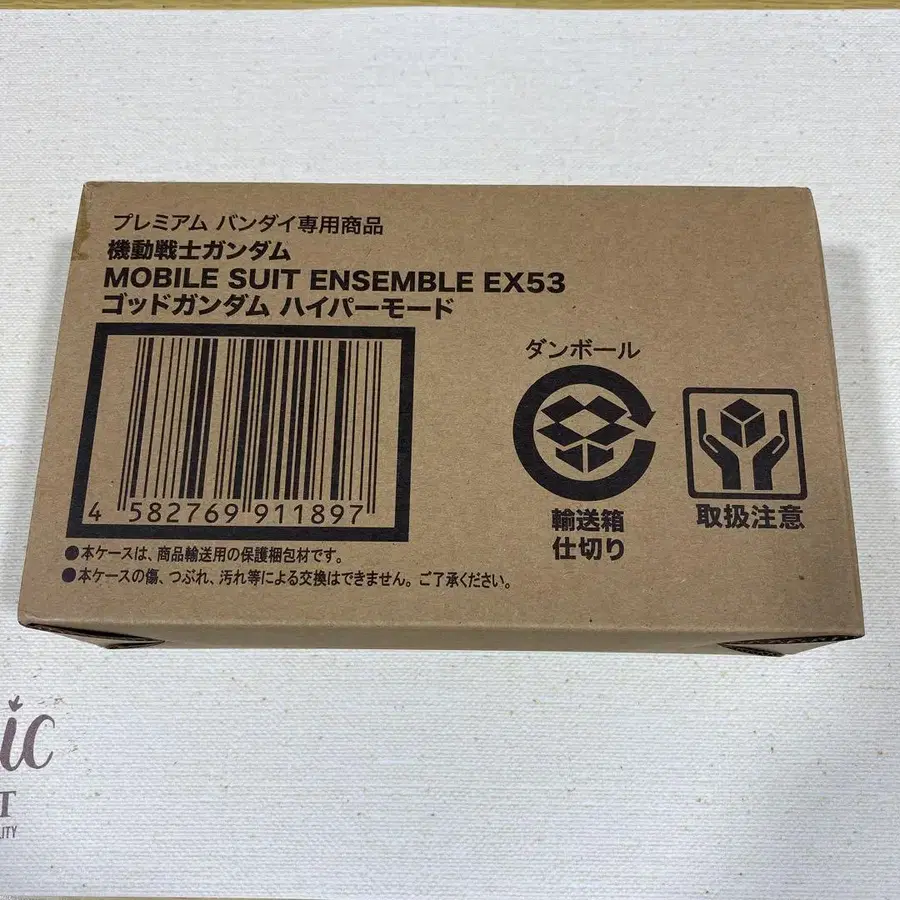 プレミアム バンダイ専用商品
機動戦士ガンダム
MOBILE SUIT ENSEMBLE EX53
ゴッドガンダム ハイパーモード
4 582769 911897
●本ケースは、商品輸送用の保護梱包材です。
●本ケースの傷、つぶれ、汚れ等による交換はできません。ご了承ください。
ダンボール
輸送箱
仕切り
取扱注意